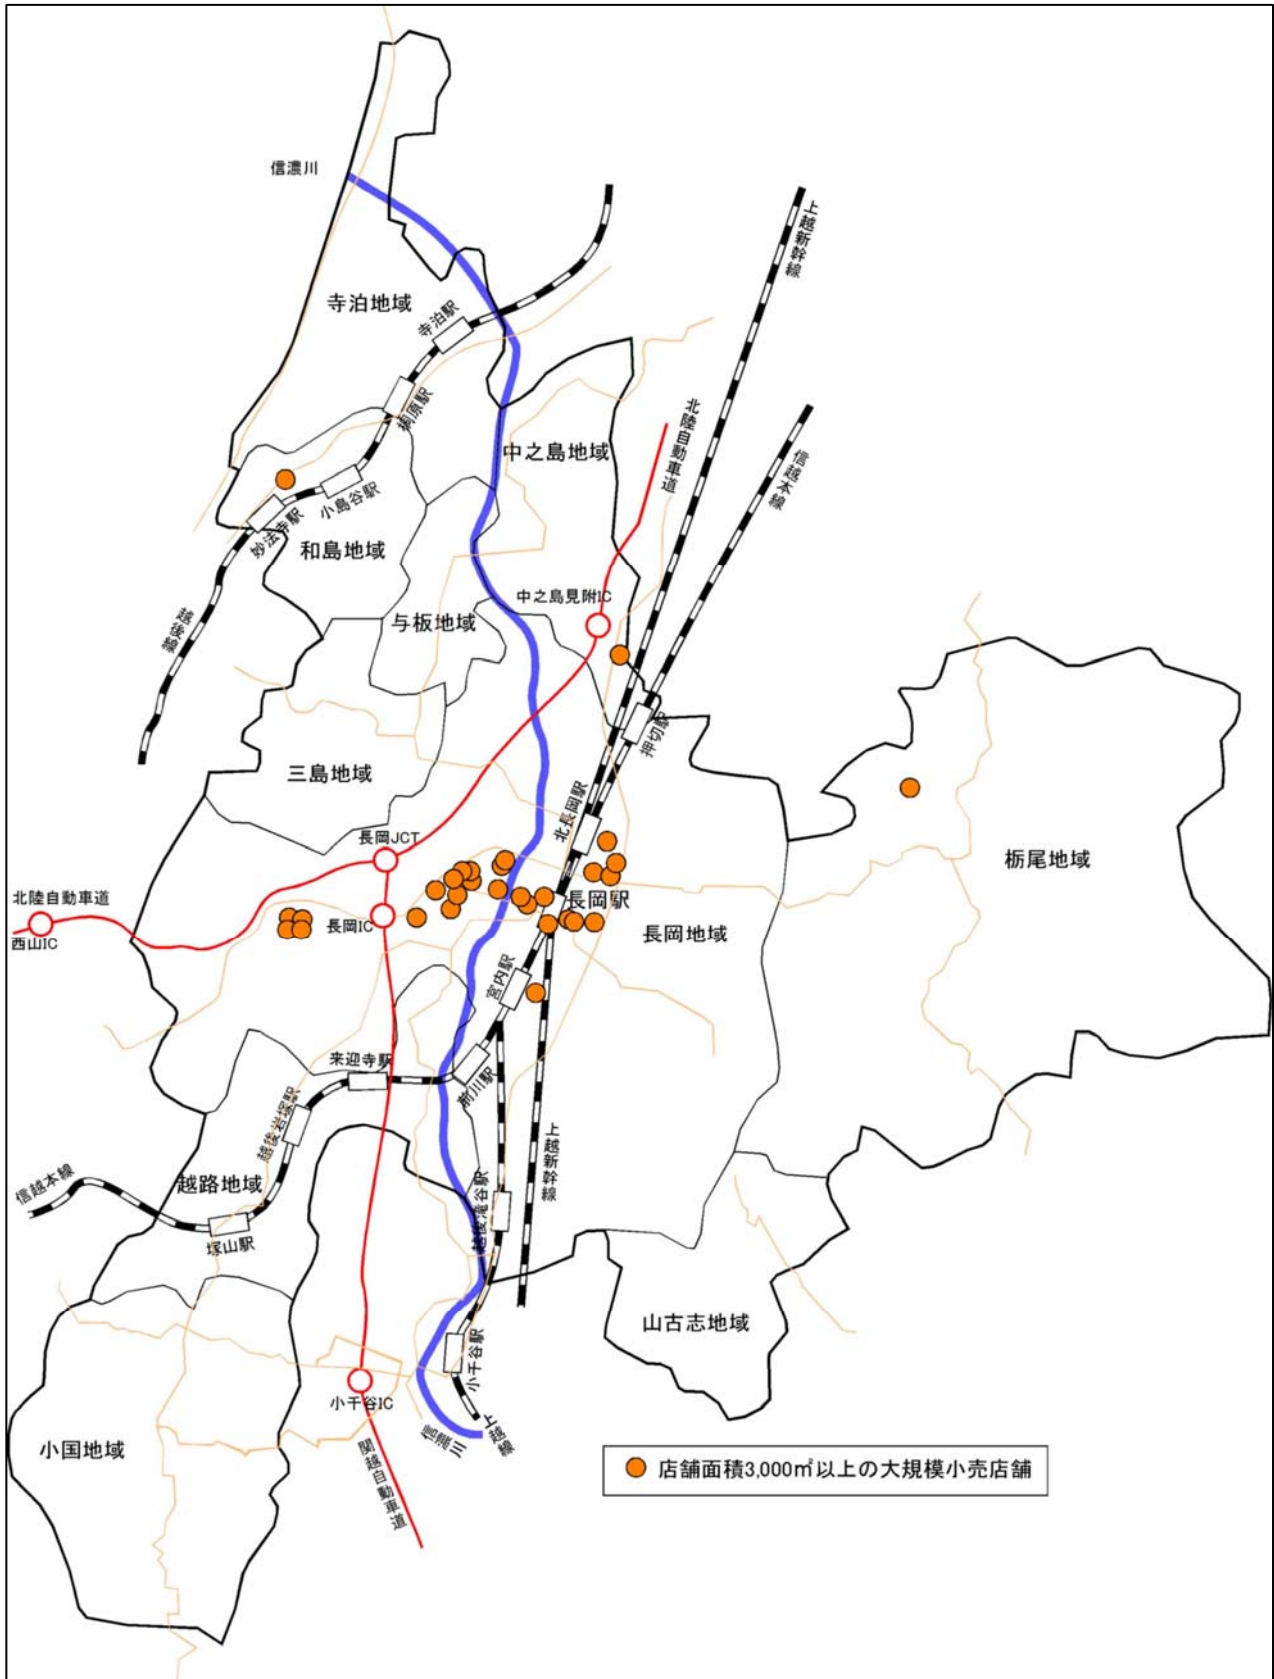 信濃川
上越新幹線
寺泊地域
寺泊駅
桐原駅
北陸自動車道
中之島地域
信越本線
小島谷駅
妙法寺駅
和島地域
中之島見附IC
越後線
与板地域
押切駅
三島地域
北長岡駅
長岡JCT
栃尾地域
北陸自動車道
西山IC
長岡IC
長岡駅
長岡地域
宮内駅
来迎寺駅
前川駅
越後岩塚駅
上越新幹線
信越本線
越路地域
越後滝谷駅
塚山駅
山古志地域
小千谷駅
小千谷IC
信濃川
上越線
小国地域
関越自動車道
店舗面積3,000㎡以上の大規模小売店舗